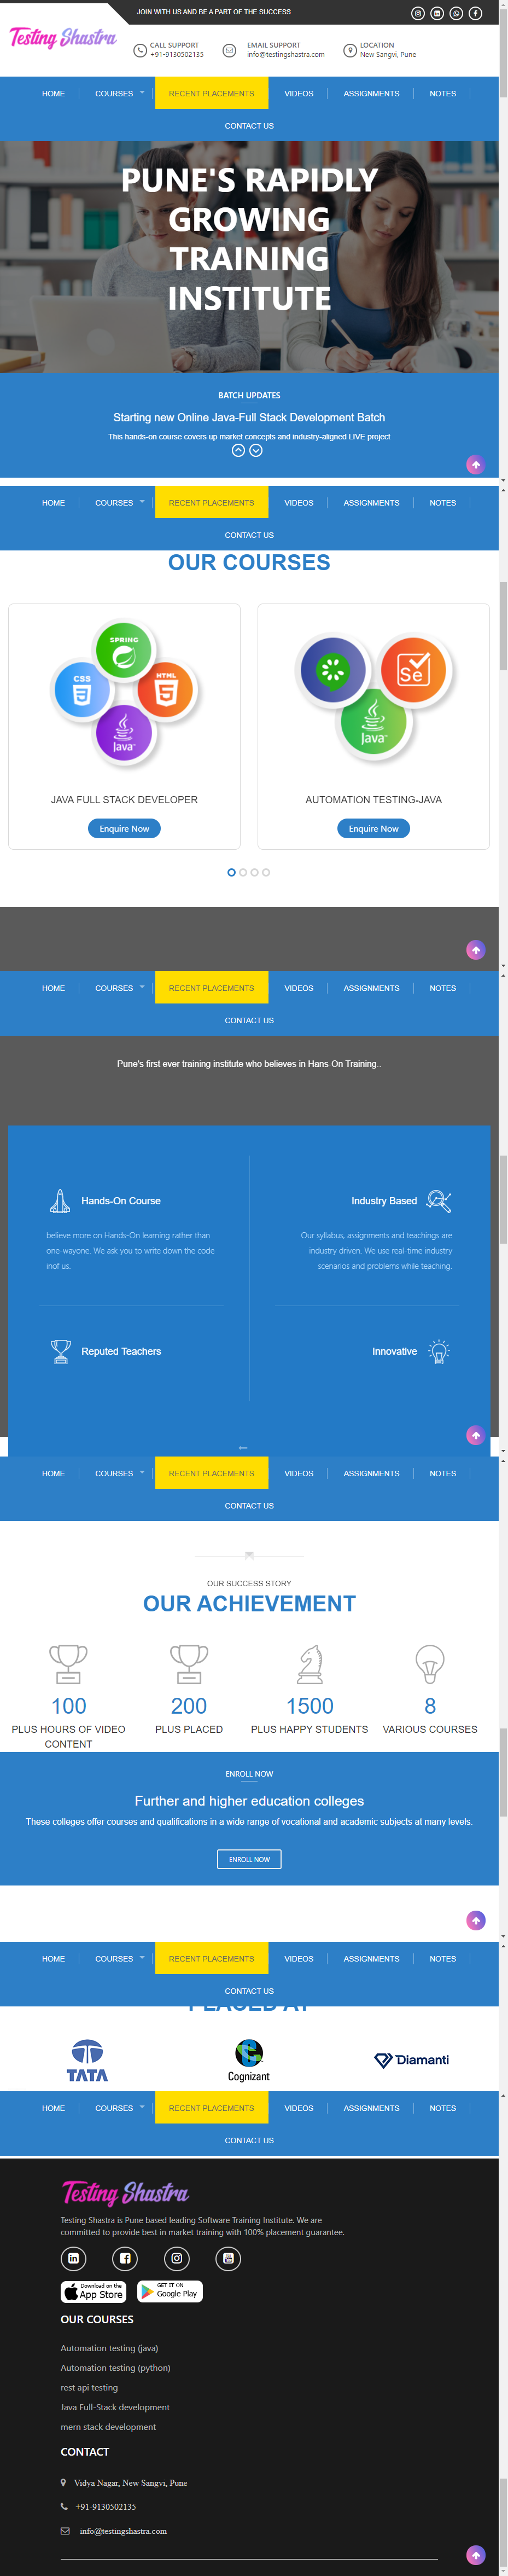 JOIN WITH US AND BE A PART OF THE SUCCESS
Testing Shastra
CALL SUPPORT
+91-9130502135
EMAIL SUPPORT
info@testingshastra.com
LOCATION
New Sangvi, Pune
HOME COURSES RECENT PLACEMENTS VIDEOS ASSIGNMENTS NOTES
CONTACT US
PUNE'S RAPIDLY
GROWING
TRAINING
INSTITUTE
BATCH UPDATES
Starting new Online Java-Full Stack Development Batch
This hands-on course covers up market concepts and industry-aligned LIVE project
HOME COURSES RECENT PLACEMENTS VIDEOS ASSIGNMENTS NOTES
CONTACT US
OUR COURSES
SPRING
CSS
HTML
Java
Se
Java
JAVA FULL STACK DEVELOPER
AUTOMATION TESTING-JAVA
Enquire Now
Enquire Now
HOME COURSES RECENT PLACEMENTS VIDEOS ASSIGNMENTS NOTES
CONTACT US
Pune's first ever training institute who believes in Hans-On Training..
Hands-On Course
believe more on Hands-On learning rather than
one-wayone. We ask you to write down the code
inof us.
Industry Based
Our syllabus, assignments and teachings are
industry driven. We use real-time industry
scenarios and problems while teaching.
Reputed Teachers
Innovative
HOME COURSES RECENT PLACEMENTS VIDEOS ASSIGNMENTS NOTES
CONTACT US
OUR SUCCESS STORY
OUR ACHIEVEMENT
100
PLUS HOURS OF VIDEO
CONTENT
200
PLUS PLACED
1500
PLUS HAPPY STUDENTS
8
VARIOUS COURSES
ENROLL NOW
Further and higher education colleges
These colleges offer courses and qualifications in a wide range of vocational and academic subjects at many levels.
ENROLL NOW
HOME COURSES RECENT PLACEMENTS VIDEOS ASSIGNMENTS NOTES
CONTACT US
PLACED AT
TATA
Cognizant
Diamanti
HOME COURSES RECENT PLACEMENTS VIDEOS ASSIGNMENTS NOTES
CONTACT US
Testing Shastra
Testing Shastra is Pune based leading Software Training Institute. We are
committed to provide best in market training with 100% placement guarantee.
Download on the
App Store
GET IT ON
Google Play
OUR COURSES
Automation testing (java)
Automation testing (python)
rest api testing
Java Full-Stack development
mern stack development
CONTACT
Vidya Nagar, New Sangvi, Pune
+91-9130502135
info@testingshastra.com